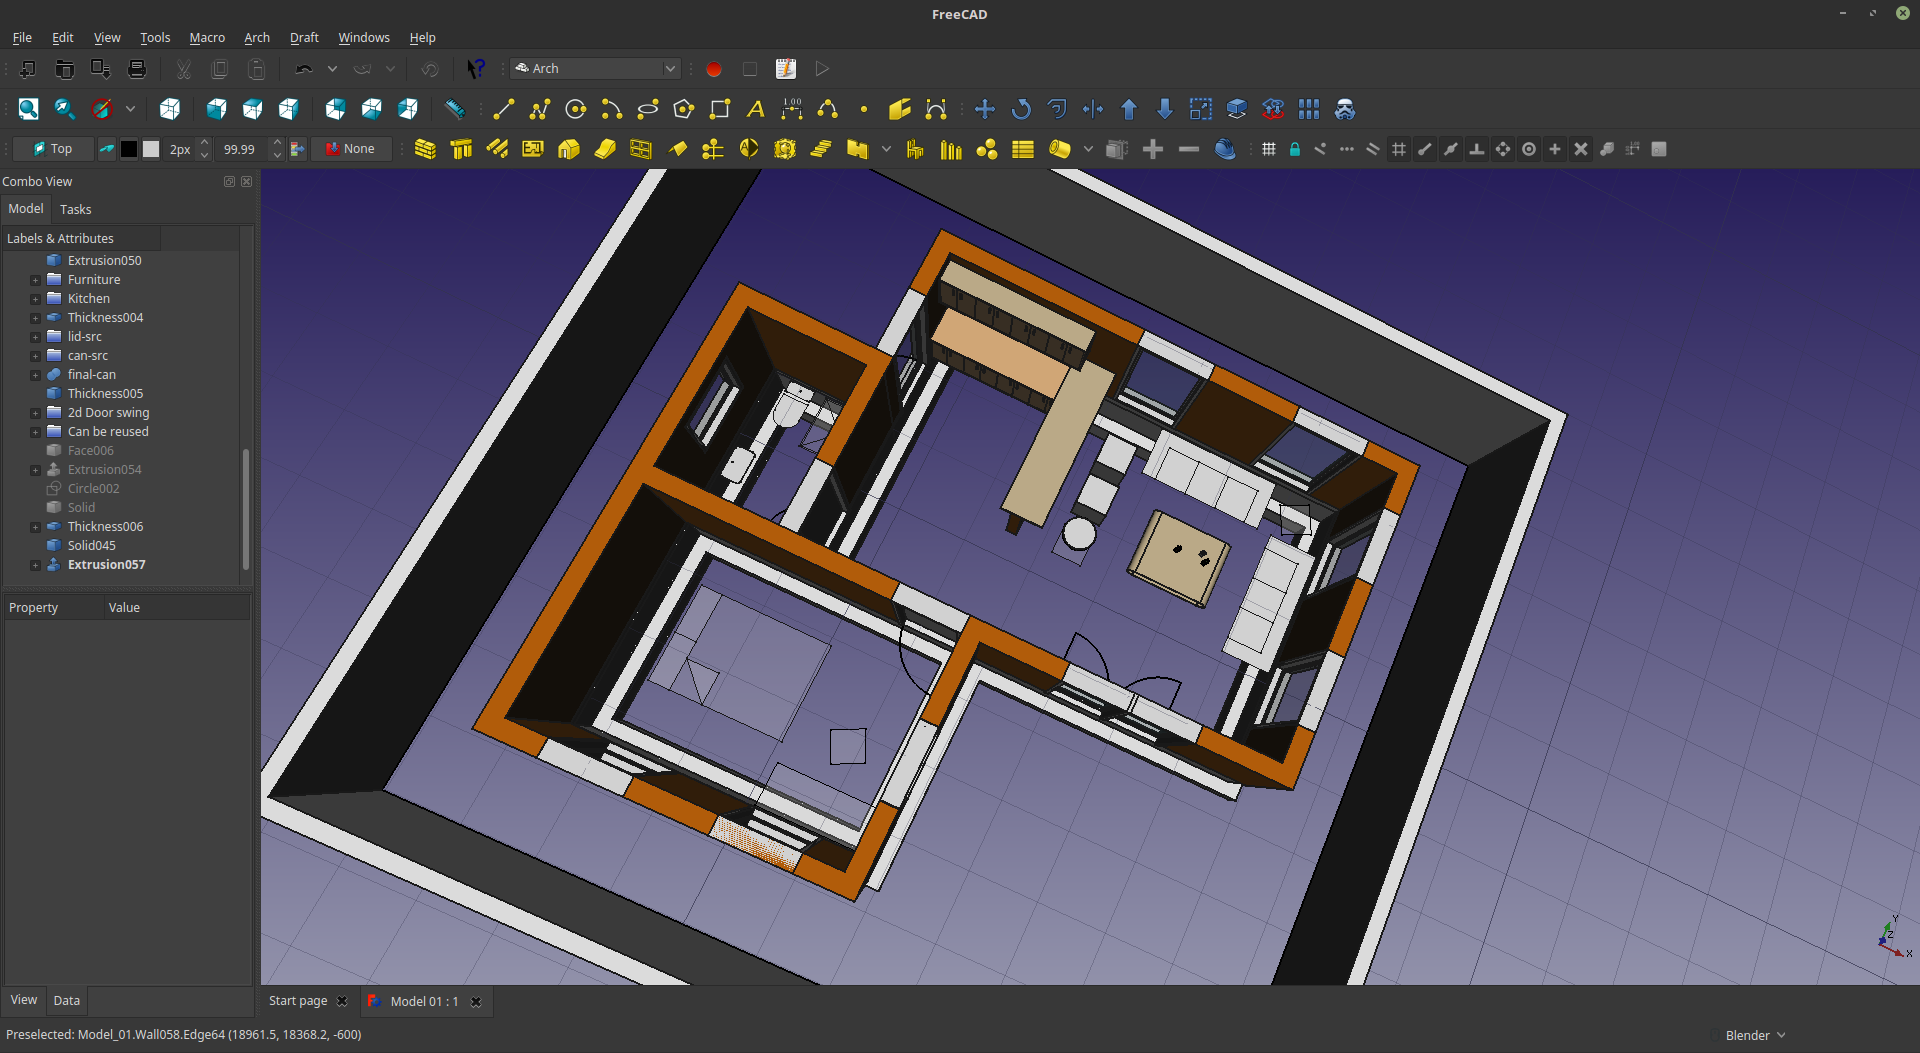 FreeCAD
File Edit View Tools Macro Arch Draft Windows Help
Arch
A 1.00
Top 2px 99.99 None
Combo View
Model Tasks
Labels & Attributes
Extrusion050
Furniture
Kitchen
Thickness004
lid-src
can-src
final-can
Thickness005
2d Door swing
Can be reused
Face006
Extrusion054
Circle002
Solid
Thickness006
Solid045
Extrusion057
Property Value
Y
Z
X
View Data
Start page Model 01 : 1
Preselected: Model_01.Wall058.Edge64 (18961.5, 18368.2, -600)
Blender